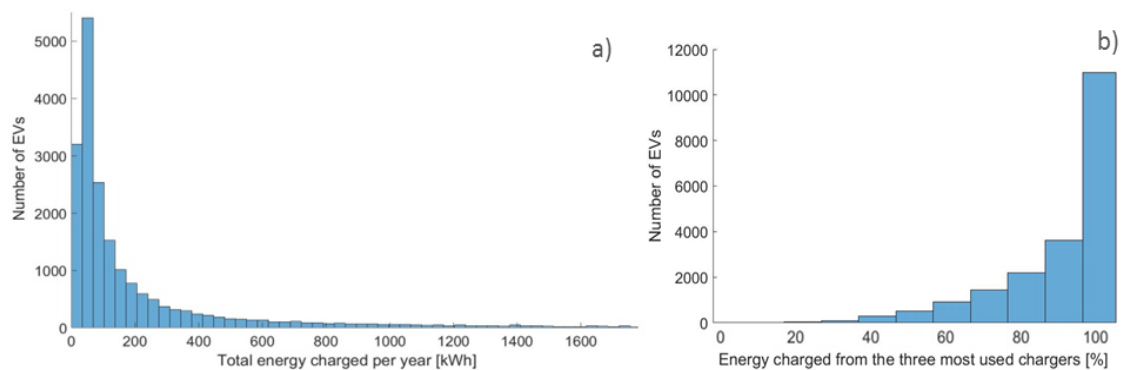 a)
5000
4000
3000
2000
1000
0
Number of EVs
0 200 400 600 800 1000 1200 1400 1600
Total energy charged per year [kWh]
b)
12000
10000
8000
6000
4000
2000
0
Number of EVs
0 20 40 60 80 100
Energy charged from the three most used chargers [%]